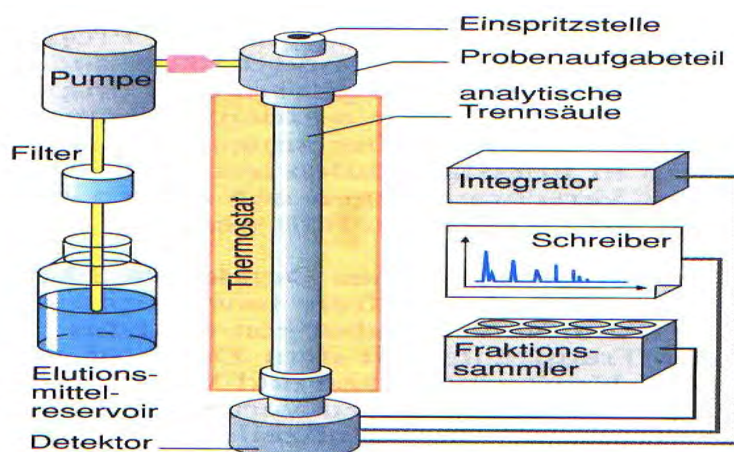 Einspritzstelle
Probenaufgabeteil
analytische
Trennsäule
Pumpe
Filter
Thermostat
Integrator
Schreiber
Fraktions-
sammler
Elutions-
mittel-
reservoir
Detektor